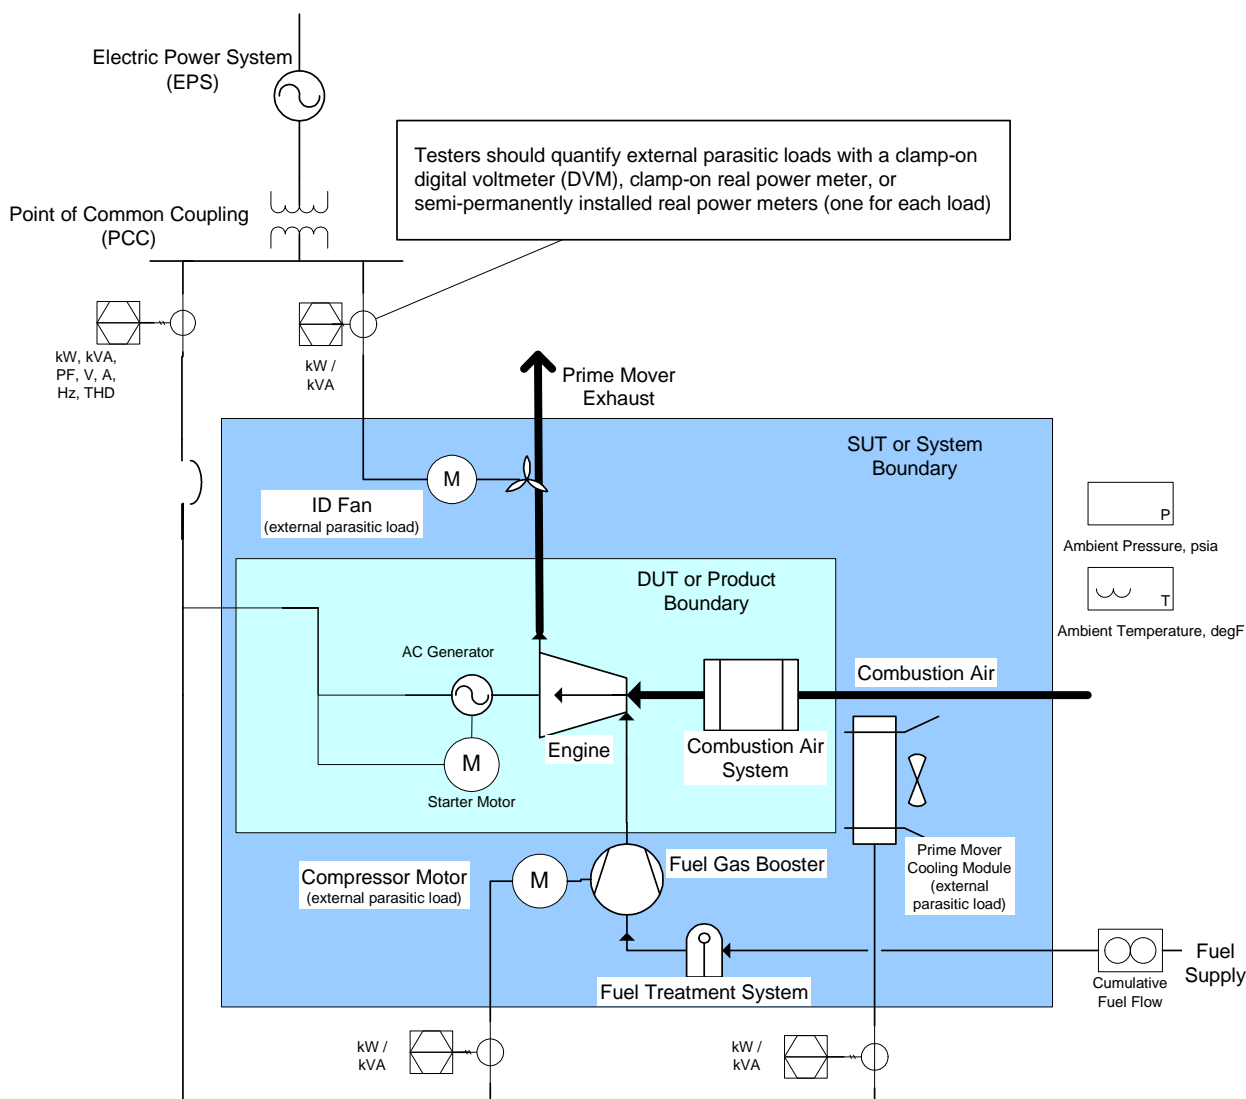 Electric Power System
(EPS)
Testers should quantify external parasitic loads with a clamp-on
digital voltmeter (DVM), clamp-on real power meter, or
semi-permanently installed real power meters (one for each load)
Point of Common Coupling
(PCC)
kW, kVA,
PF, V, A,
Hz, THD
kW /
kVA
Prime Mover
Exhaust
SUT or System
Boundary
M
ID Fan
(external parasitic load)
P
Ambient Pressure, psia
DUT or Product
Boundary
T
Ambient Temperature, degF
AC Generator
Combustion Air
Engine
Combustion Air
System
M
Starter Motor
Prime Mover
Cooling Module
(external
parasitic load)
Fuel Gas Booster
Compressor Motor
(external parasitic load)
M
Fuel
Supply
Cumulative
Fuel Flow
Fuel Treatment System
kW /
kVA
kW /
kVA